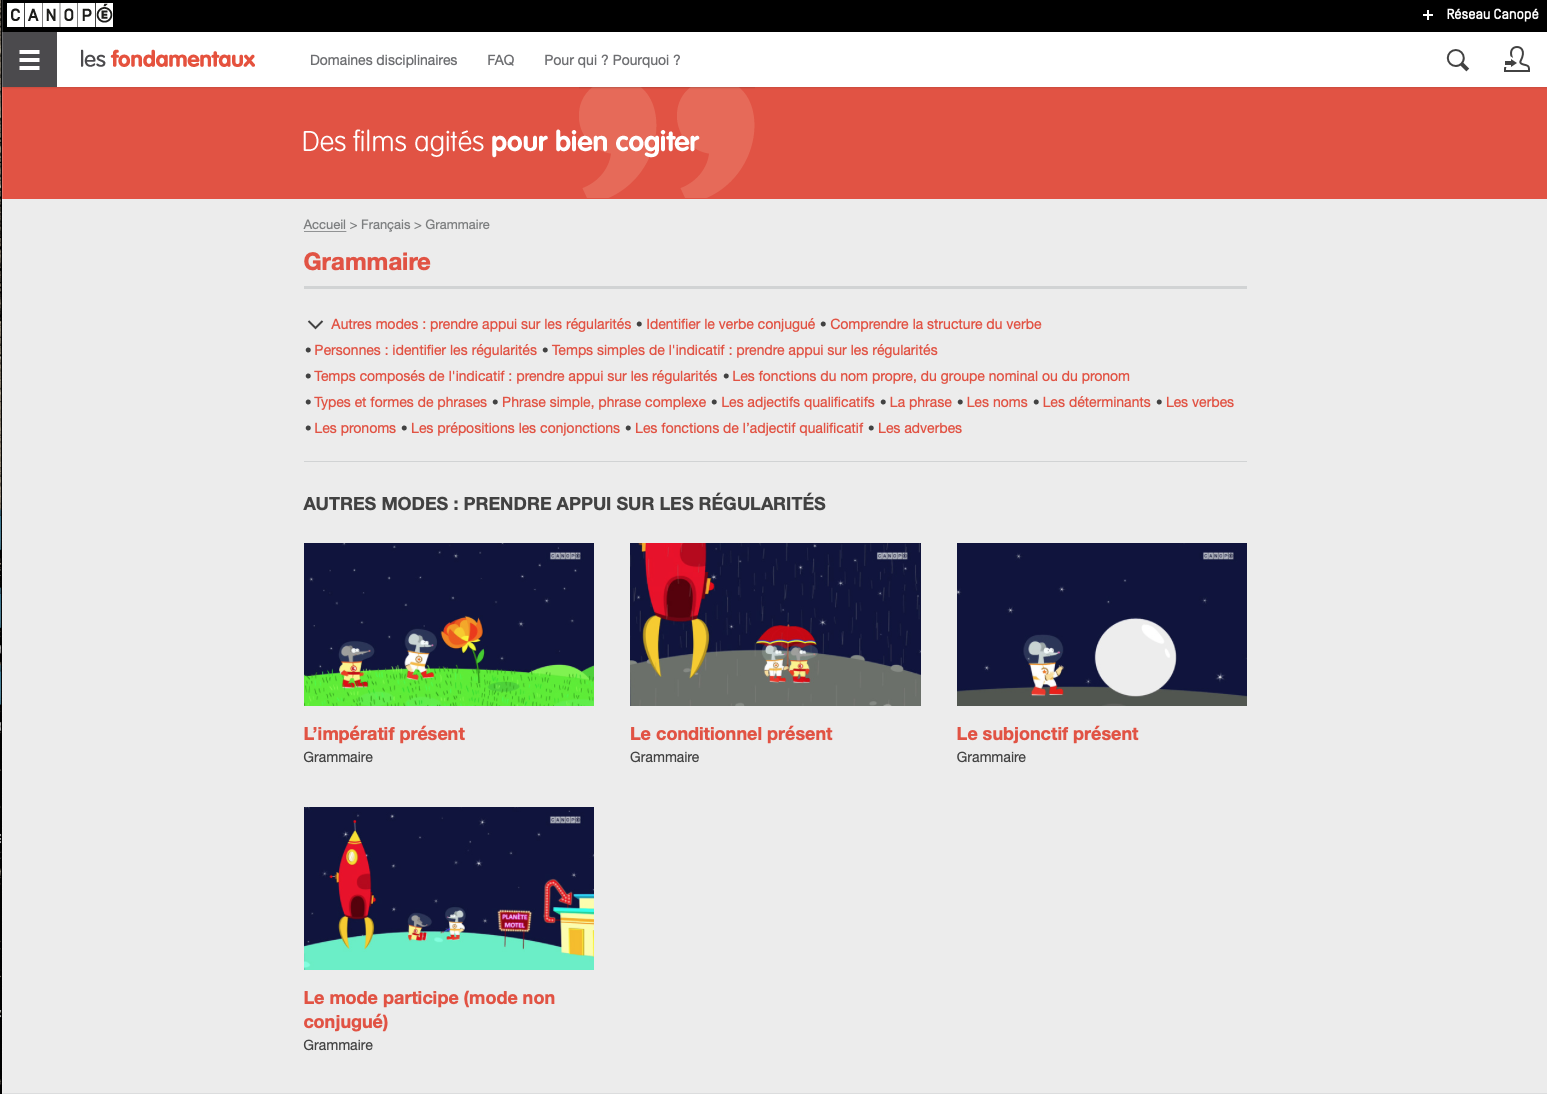 CANOPÉ
+ Réseau Canopé
les fondamentaux
Domaines disciplinaires
FAQ
Pour qui ? Pourquoi ?
Des films agités pour bien cogiter
Accueil > Français > Grammaire
Grammaire
Autres modes : prendre appui sur les régularités • Identifier le verbe conjugué • Comprendre la structure du verbe
• Personnes : identifier les régularités • Temps simples de l'indicatif : prendre appui sur les régularités
• Temps composés de l'indicatif : prendre appui sur les régularités • Les fonctions du nom propre, du groupe nominal ou du pronom
• Types et formes de phrases • Phrase simple, phrase complexe • Les adjectifs qualificatifs • La phrase • Les noms • Les déterminants • Les verbes
• Les pronoms • Les prépositions les conjonctions • Les fonctions de l’adjectif qualificatif • Les adverbes
AUTRES MODES : PRENDRE APPUI SUR LES RÉGULARITÉS
CANOPÉ
CANOPÉ
CANOPÉ
L’impératif présent
Grammaire
Le conditionnel présent
Grammaire
Le subjonctif présent
Grammaire
CANOPÉ
PLANÈTE
MOTEL
Le mode participe (mode non
conjugué)
Grammaire